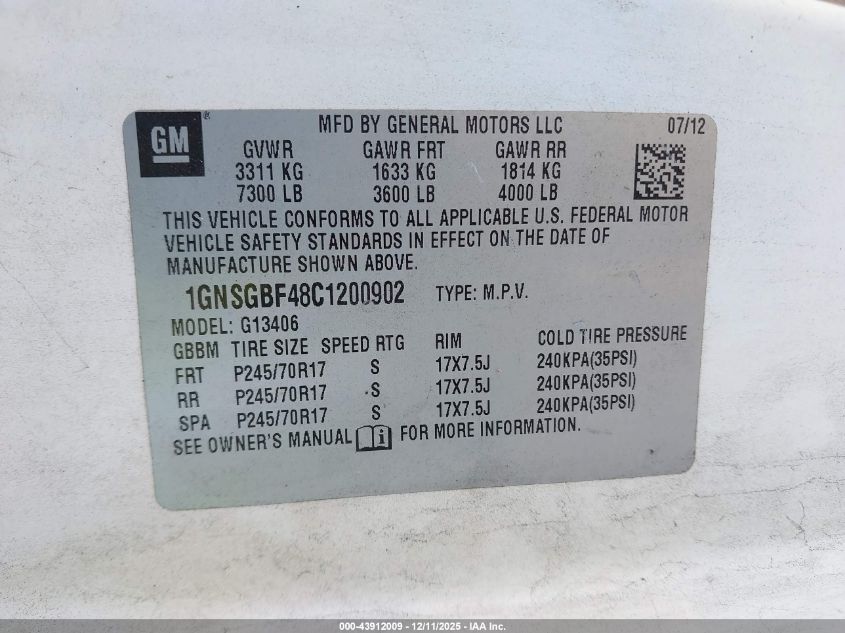 GM ®
MFD BY GENERAL MOTORS LLC 07/12
GVWR GAWR FRT GAWR RR
3311 KG 1633 KG 1814 KG
7300 LB 3600 LB 4000 LB
THIS VEHICLE CONFORMS TO ALL APPLICABLE U.S. FEDERAL MOTOR
VEHICLE SAFETY STANDARDS IN EFFECT ON THE DATE OF
MANUFACTURE SHOWN ABOVE.
1GNSGBF48C1200902 TYPE: M.P.V.
MODEL: G13406
GBBM TIRE SIZE SPEED RTG RIM COLD TIRE PRESSURE
FRT P245/70R17 S 17X7.5J 240KPA(35PSI)
RR P245/70R17 S 17X7.5J 240KPA(35PSI)
SPA P245/70R17 S 17X7.5J 240KPA(35PSI)
SEE OWNER'S MANUAL i FOR MORE INFORMATION.
000-43912009 - 12/11/2025 - IAA Inc.